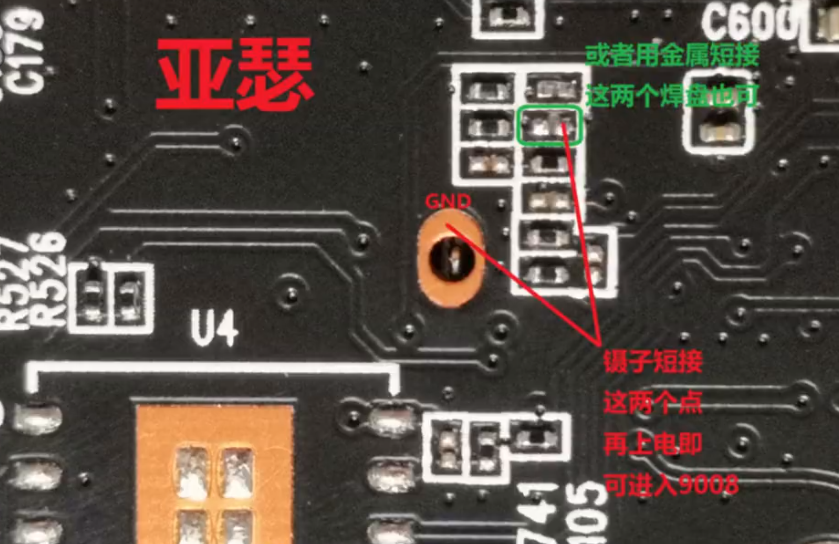 C179
亚瑟
C600
或者用金属短接
这两个焊盘也可
GND
R527
R526
U4
镊子短接
这两个点
再上电即
可进入9008
741